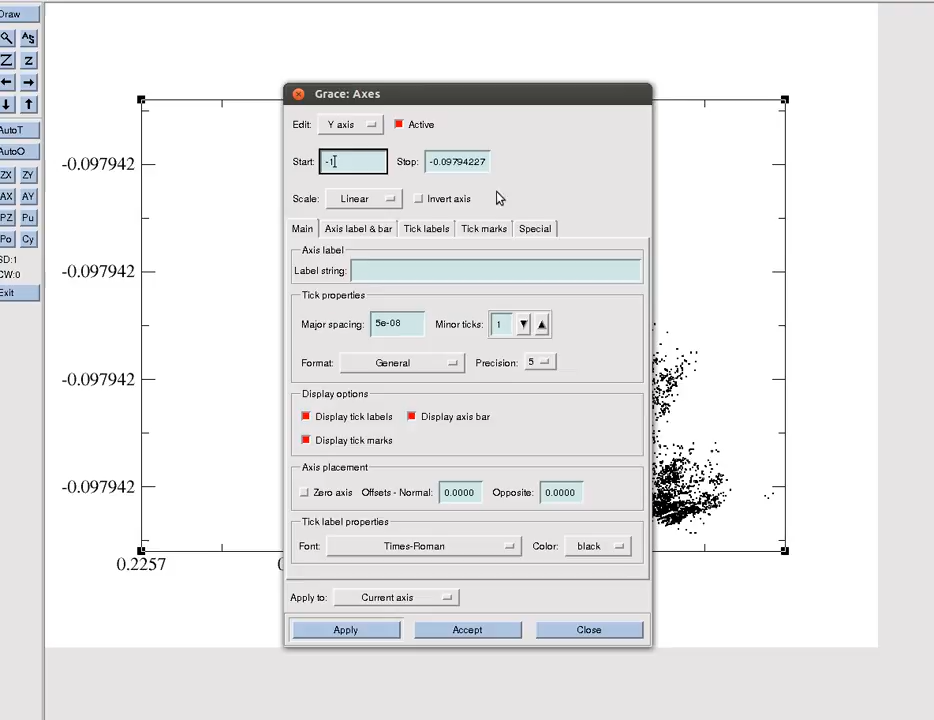 Draw
As
Z z
AutoT
AutoO
ZX ZY
AX AY
PZ Pu
Po Cy
SD:1
CW:0
Exit
-0.097942
-0.097942
-0.097942
-0.097942
0.2257
Grace: Axes
Edit: Y axis Active
Start: -1 Stop: -0.09794227
Scale: Linear Invert axis
Main Axis label & bar Tick labels Tick marks Special
Axis label
Label string:
Tick properties
Major spacing: 5e-08 Minor ticks: 1
Format: General Precision: 5
Display options
Display tick labels Display axis bar
Display tick marks
Axis placement
Zero axis Offsets - Normal: 0.0000 Opposite: 0.0000
Tick label properties
Font: Times-Roman Color: black
Apply to: Current axis
Apply Accept Close